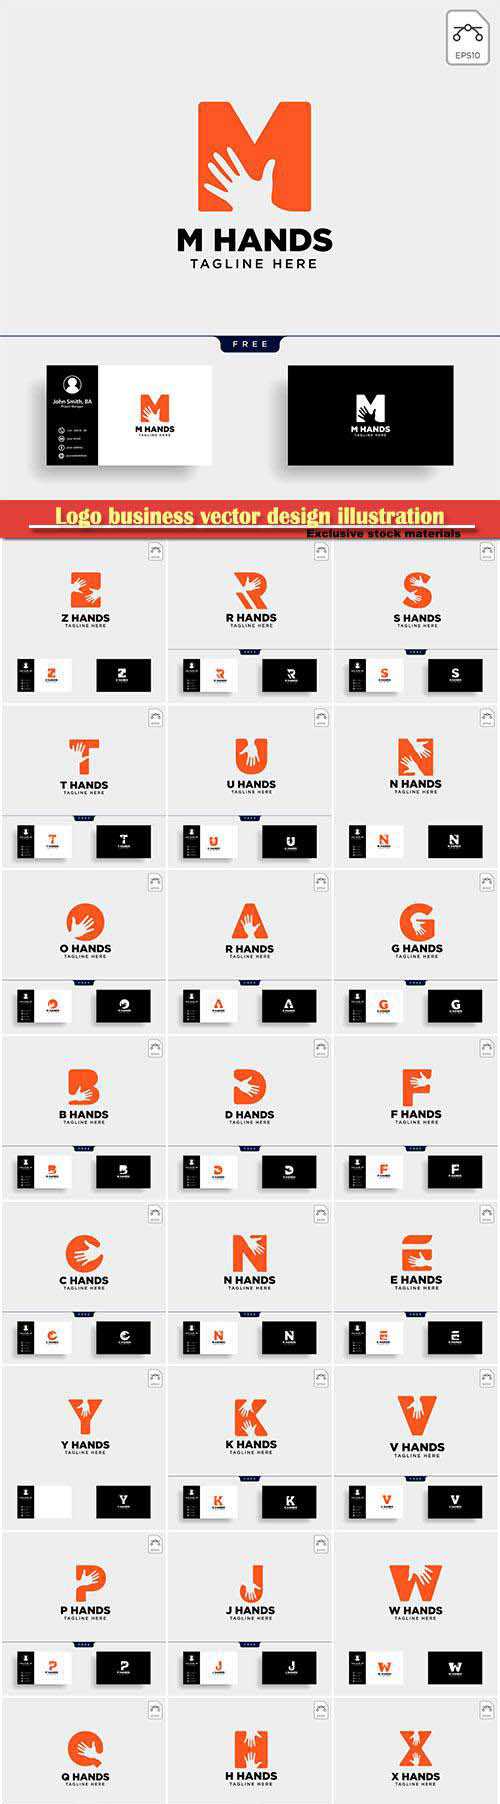 EPS10
M HANDS
TAGLINE HERE
FREE
John Smith, BA
Project Manager
M HANDS
TAGLINE HERE
M HANDS
TAGLINE HERE
Logo business vector design illustration
Exclusive stock materials
Z HANDS
TAGLINE HERE
R HANDS
TAGLINE HERE
S HANDS
TAGLINE HERE
T HANDS
TAGLINE HERE
U HANDS
TAGLINE HERE
N HANDS
TAGLINE HERE
O HANDS
TAGLINE HERE
R HANDS
TAGLINE HERE
G HANDS
TAGLINE HERE
B HANDS
TAGLINE HERE
D HANDS
TAGLINE HERE
F HANDS
TAGLINE HERE
C HANDS
TAGLINE HERE
N HANDS
TAGLINE HERE
E HANDS
TAGLINE HERE
Y HANDS
TAGLINE HERE
K HANDS
TAGLINE HERE
V HANDS
TAGLINE HERE
P HANDS
TAGLINE HERE
J HANDS
TAGLINE HERE
W HANDS
TAGLINE HERE
Q HANDS
TAGLINE HERE
H HANDS
TAGLINE HERE
X HANDS
TAGLINE HERE